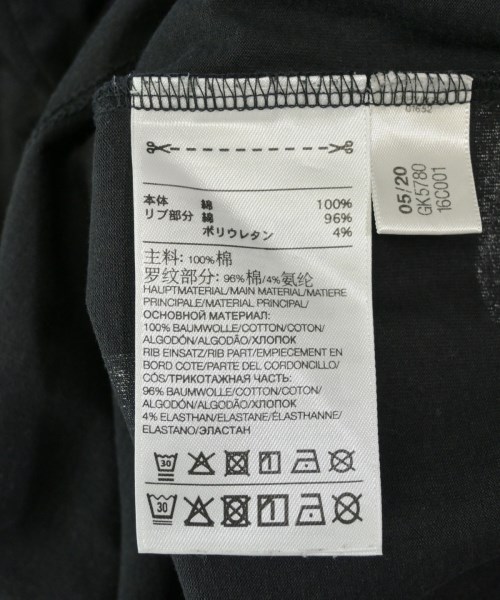 本体 綿 100%
リブ部分 綿 96%
ポリウレタン 4%
主料: 100%棉
罗纹部分: 96%棉/4%氨纶
HAUPTMATERIAL/MAIN MATERIAL/MATIERE
PRINCIPALE/MATERIAL PRINCIPAL/
ОСНОВНОЙ МАТЕРИАЛ:
100% BAUMWOLLE/COTTON/COTON/
ALGODÓN/ALGODÃO/ХЛОПОК
RIB EINSATZ/RIB PART/EMPIECEMENT EN
BORD COTE/PARTE DEL CORDONCILLO/
CÓS/ТРИКОТАЖНАЯ ЧАСТЬ:
96% BAUMWOLLE/COTTON/COTON/
ALGODÓN/ALGODÃO/ХЛОПОК
4% ELASTHAN/ELASTANE/ÉLASTHANNE/
ELASTANO/ЭЛАСТАН
30
30
05/20
GK5780
16C001